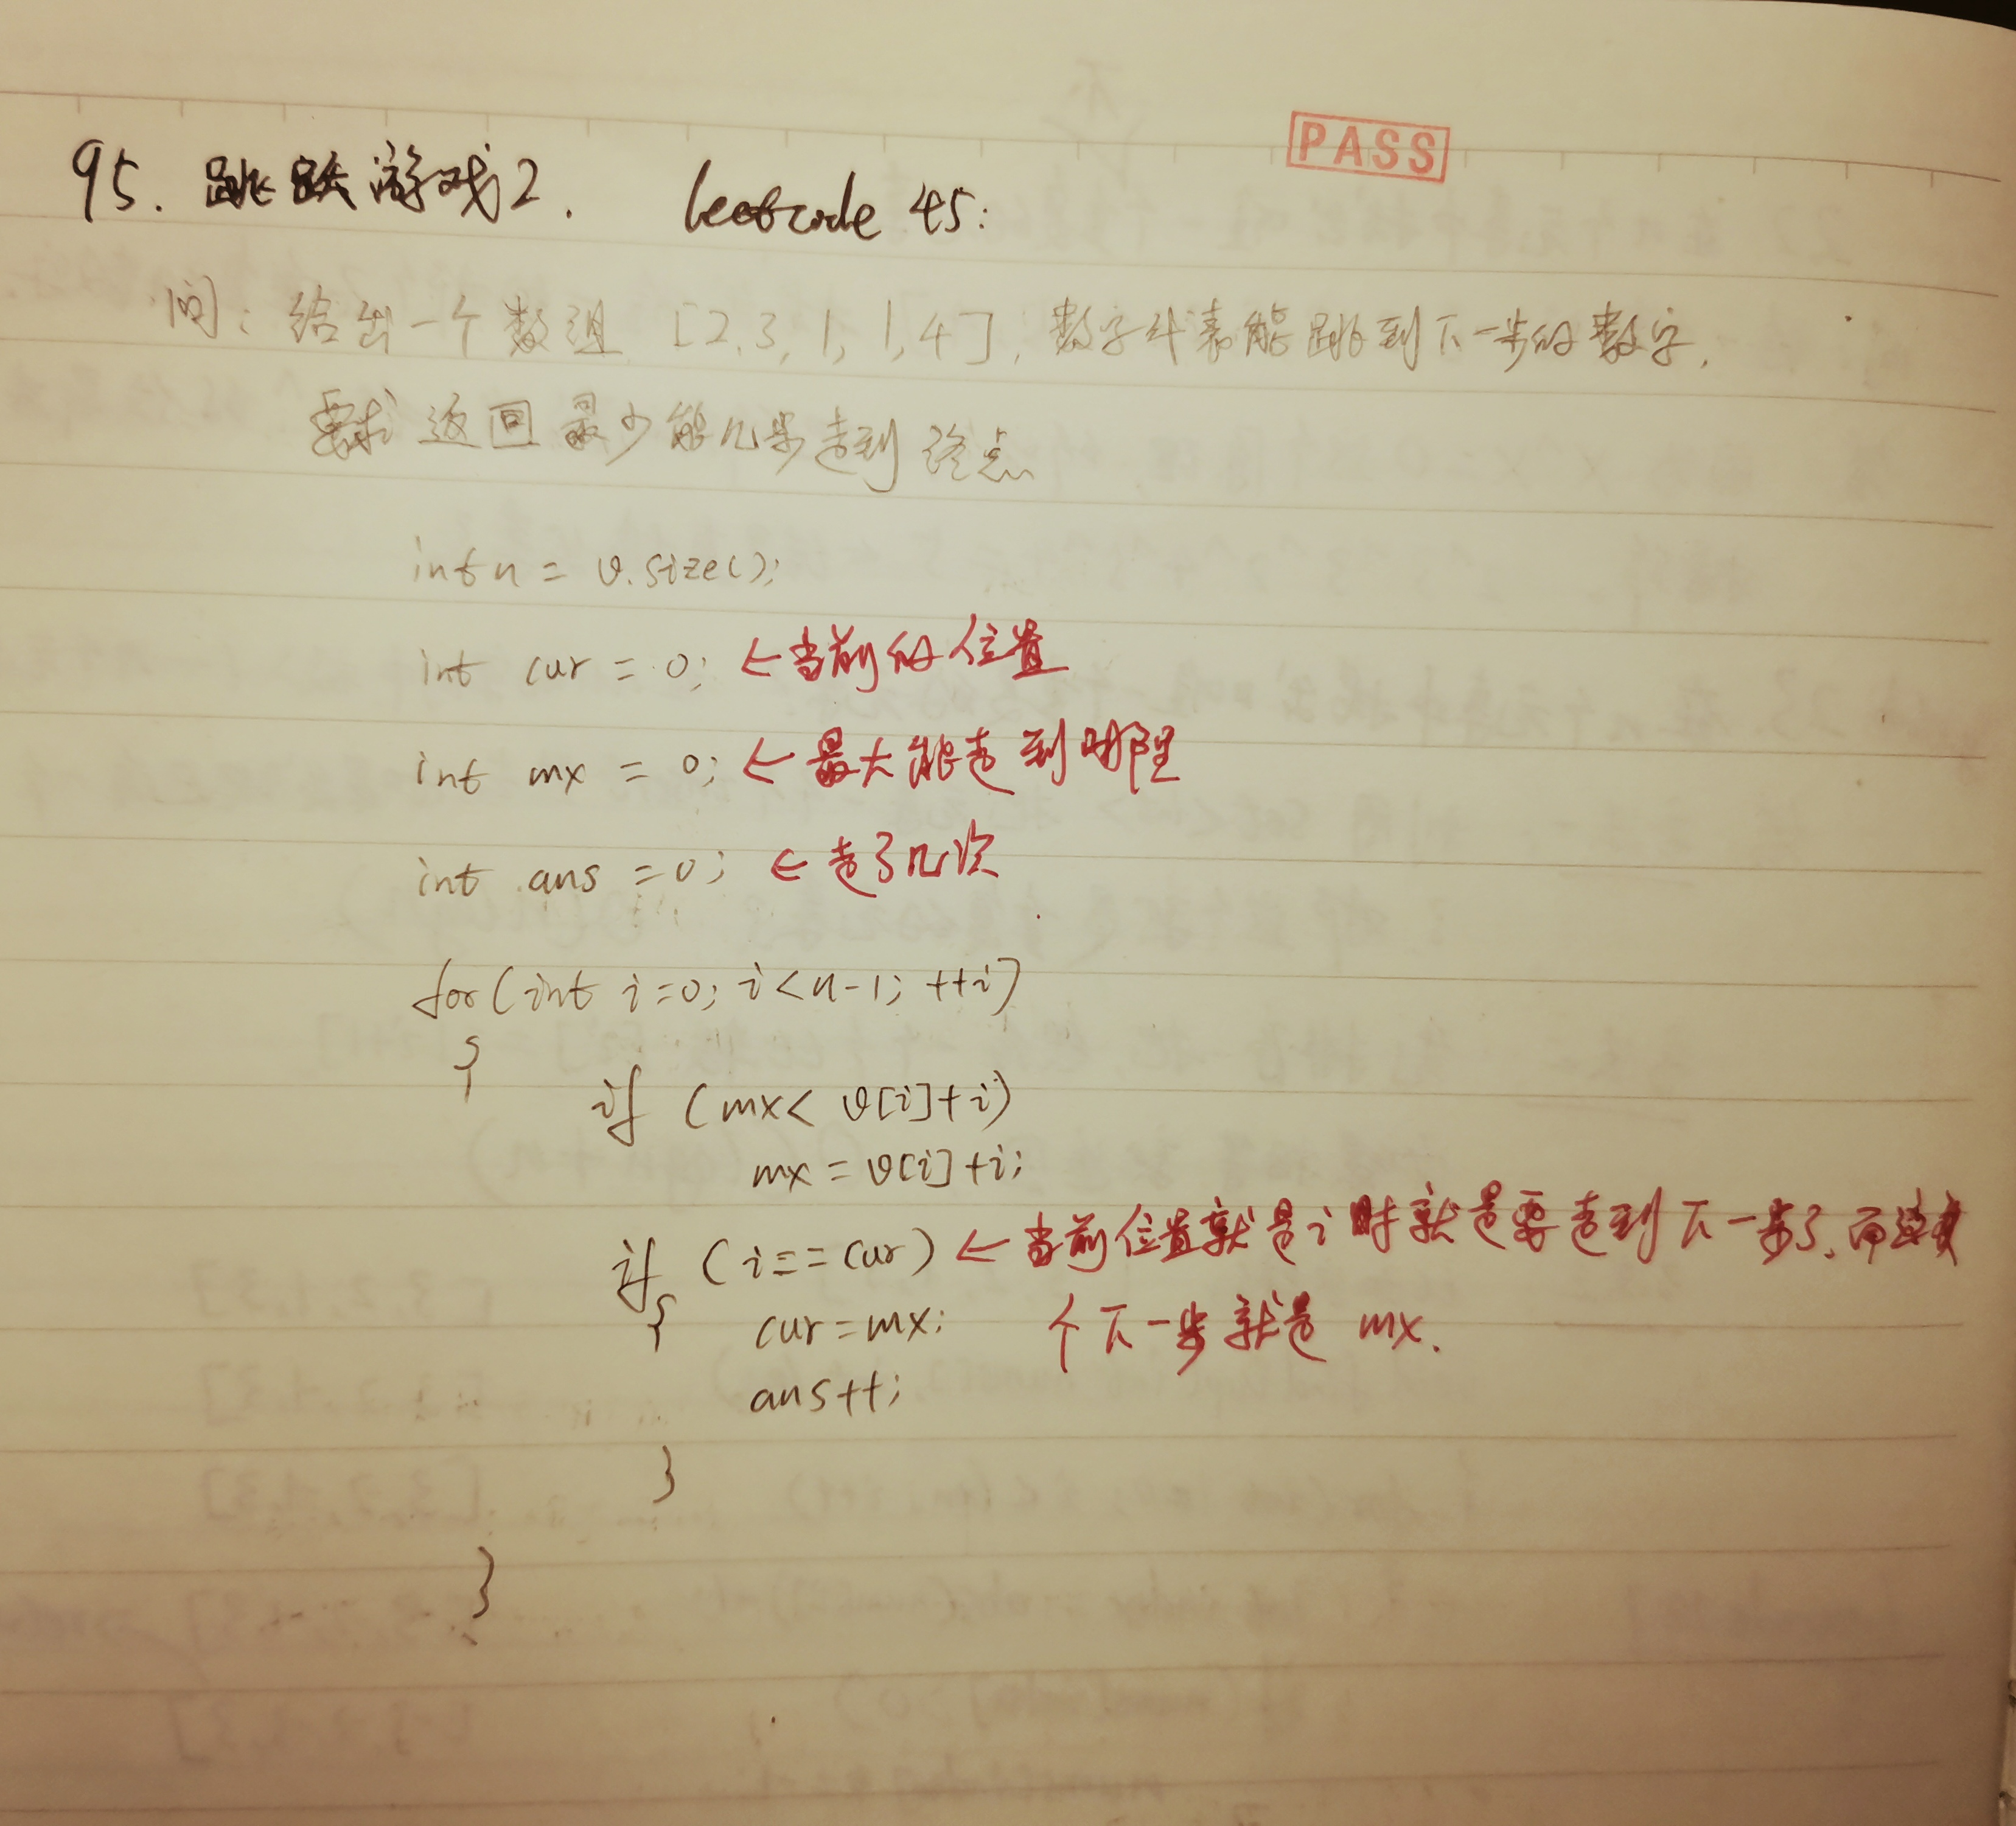 PASS
95. 跳跃游戏2. leetcode 45:
问: 给出一个数组 [2,3,1,1,4], 数字代表能跳到下一步的数字,
要求返回最少能几步走到终点
int n = v.size();
int cur = 0; ← 当前的位置
int mx = 0; ← 最大能走到哪里
int ans = 0; ← 走了几次
for(int i=0; i<n-1; ++i)
{
if (mx < v[i]+i)
mx = v[i]+i;
if (i==cur) ← 当前位置就是i时就是要走到下一步了,而这
{ cur=mx; 个下一步就是 mx.
ans++;
}
}